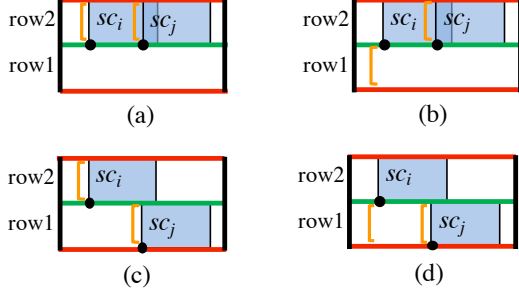 row2 sc_i sc_j row2 sc_i sc_j
row1 row1
(a) (b)
row2 sc_i row2 sc_i
row1 sc_j row1 sc_j
(c) (d)